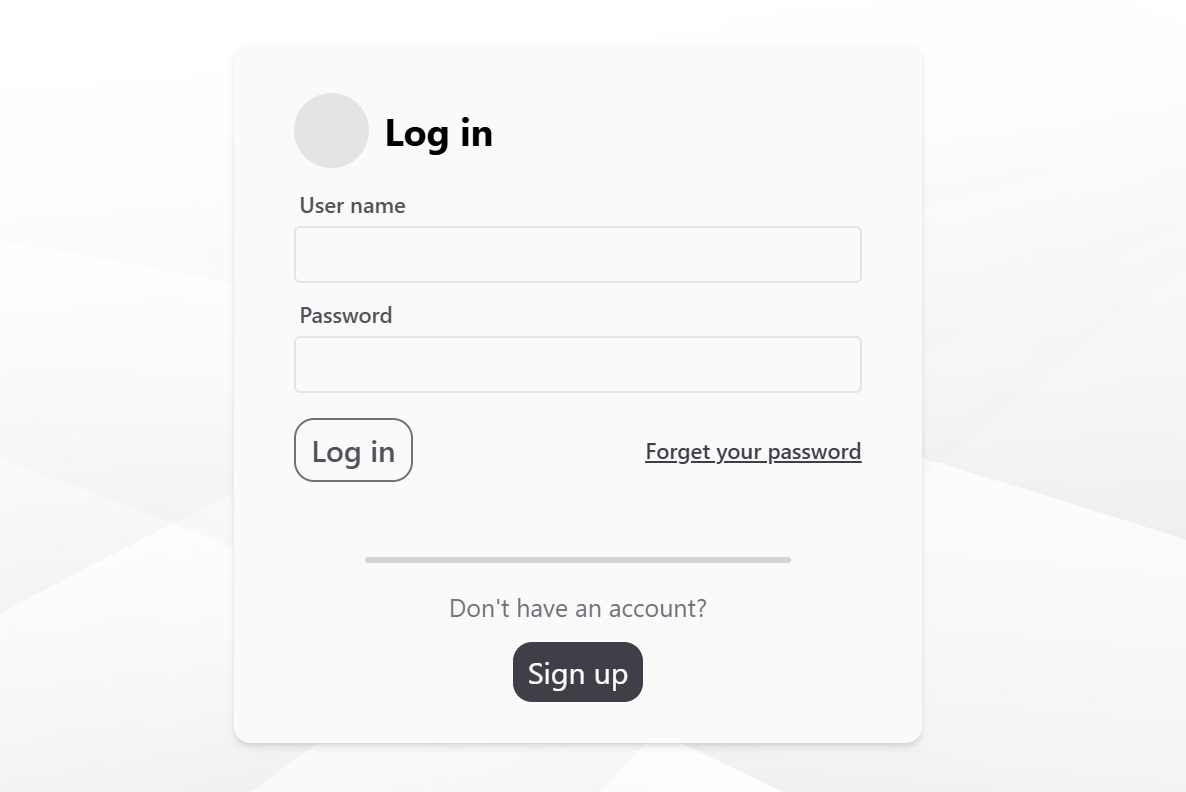 Log in
User name
Password
Log in
Forget your password
Don't have an account?
Sign up